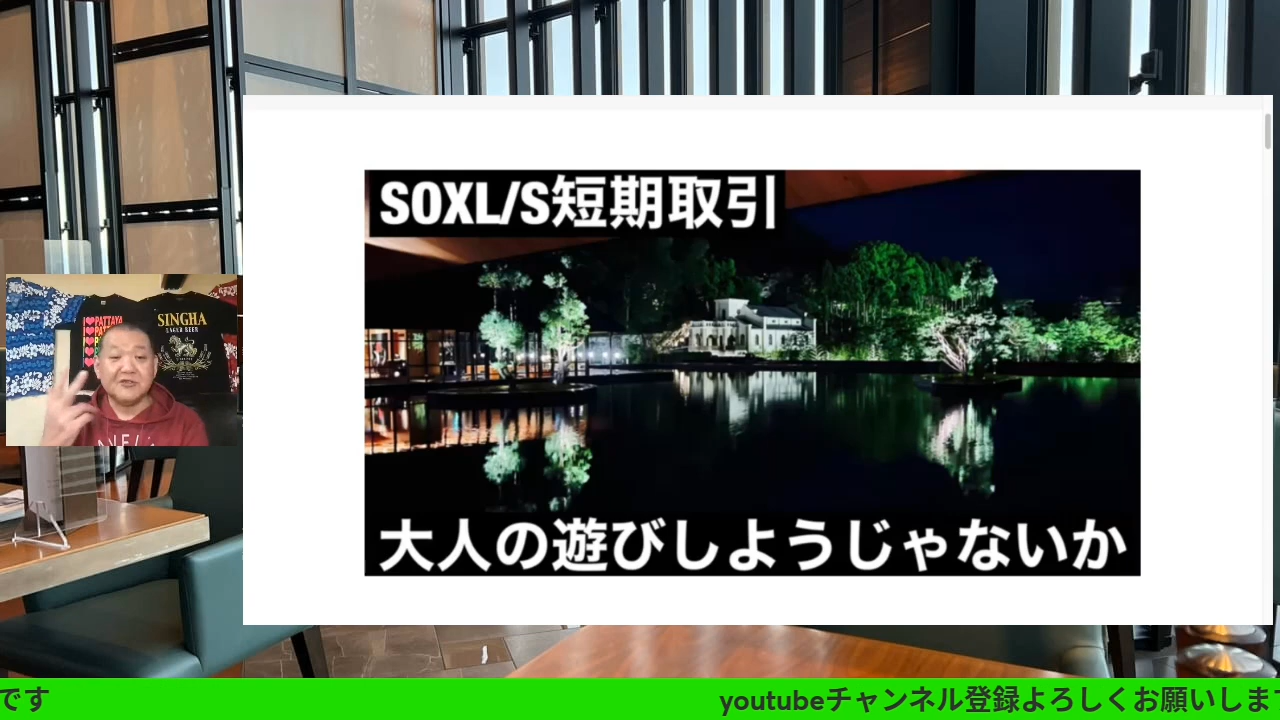 SOXL/S短期取引
PATTAYA
SINGHA
LAGER BEER
大人の遊びしようじゃないか
です
youtubeチャンネル登録よろしくお願いしま